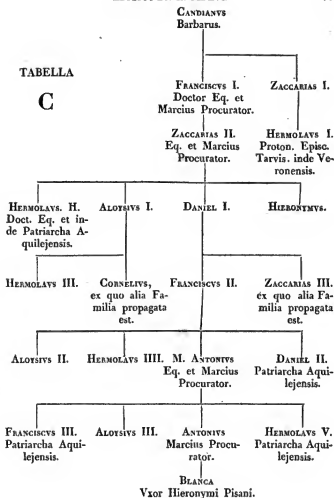 CANDIANVS
Barbarus.
TABELLA
C
FRANCISCVS I.
Doctor Eq. et
Marcius Procurator.
ZACCARIAS I.
ZACCARIAS II.
Eq. et Marcius
Procurator.
HERMOLAVS I.
Proton. Episc.
Tarvis. inde Ve-
ronensis.
HERMOLAVS. H.
Doct. Eq. et in-
de Patriarcha A-
quilejensis.
ALOYSIVS I.
DANIEL I.
HIERONYMVS.
HERMOLAVS III.
CORNELIVS,
ex quo alia Fa-
milia propagata
est.
FRANCISCVS II.
ZACCARIAS III.
ex quo alia Fa-
milia propagata
est.
ALOYSIVS II.
HERMOLAVS IIII.
M. ANTONIVS
Eq. et Marcius
Procurator.
DANIEL II.
Patriarcha Aqui-
lejensis.
FRANCISCVS III.
Patriarcha Aqui-
lejensis.
ALOYSIVS III.
ANTONIVS
Marcius Procu-
rator.
HERMOLAVS V.
Patriarcha Aqui-
lejensis.
BLANCA
Vxor Hieronymi Pisani.